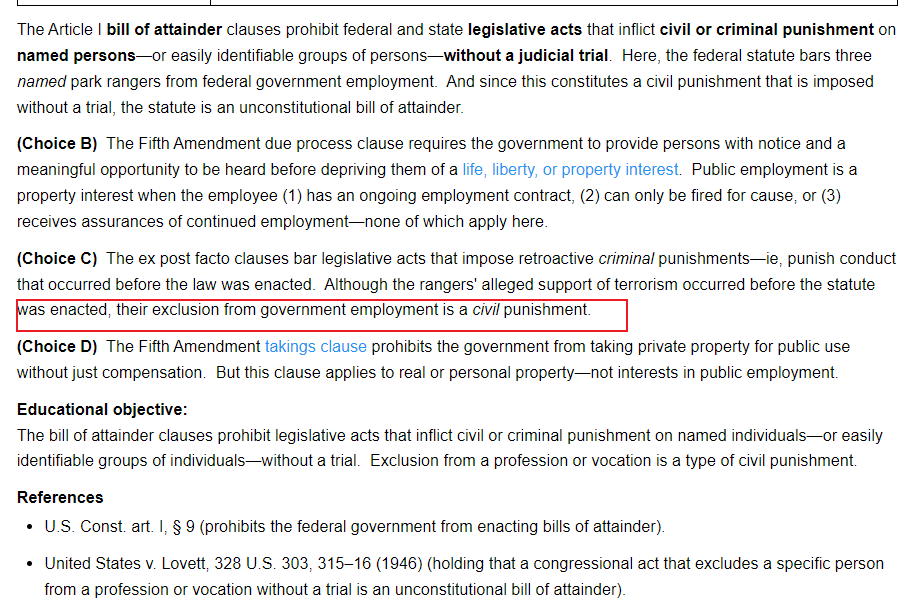 The Article I bill of attainder clauses prohibit federal and state legislative acts that inflict civil or criminal punishment on
named persons—or easily identifiable groups of persons—without a judicial trial. Here, the federal statute bars three
named park rangers from federal government employment. And since this constitutes a civil punishment that is imposed
without a trial, the statute is an unconstitutional bill of attainder.
(Choice B) The Fifth Amendment due process clause requires the government to provide persons with notice and a
meaningful opportunity to be heard before depriving them of a life, liberty, or property interest. Public employment is a
property interest when the employee (1) has an ongoing employment contract, (2) can only be fired for cause, or (3)
receives assurances of continued employment—none of which apply here.
(Choice C) The ex post facto clauses bar legislative acts that impose retroactive criminal punishments—ie, punish conduct
that occurred before the law was enacted. Although the rangers' alleged support of terrorism occurred before the statute
was enacted, their exclusion from government employment is a civil punishment.
(Choice D) The Fifth Amendment takings clause prohibits the government from taking private property for public use
without just compensation. But this clause applies to real or personal property—not interests in public employment.
Educational objective:
The bill of attainder clauses prohibit legislative acts that inflict civil or criminal punishment on named individuals—or easily
identifiable groups of individuals—without a trial. Exclusion from a profession or vocation is a type of civil punishment.
References
• U.S. Const. art. I, § 9 (prohibits the federal government from enacting bills of attainder).
• United States v. Lovett, 328 U.S. 303, 315–16 (1946) (holding that a congressional act that excludes a specific person
from a profession or vocation without a trial is an unconstitutional bill of attainder).